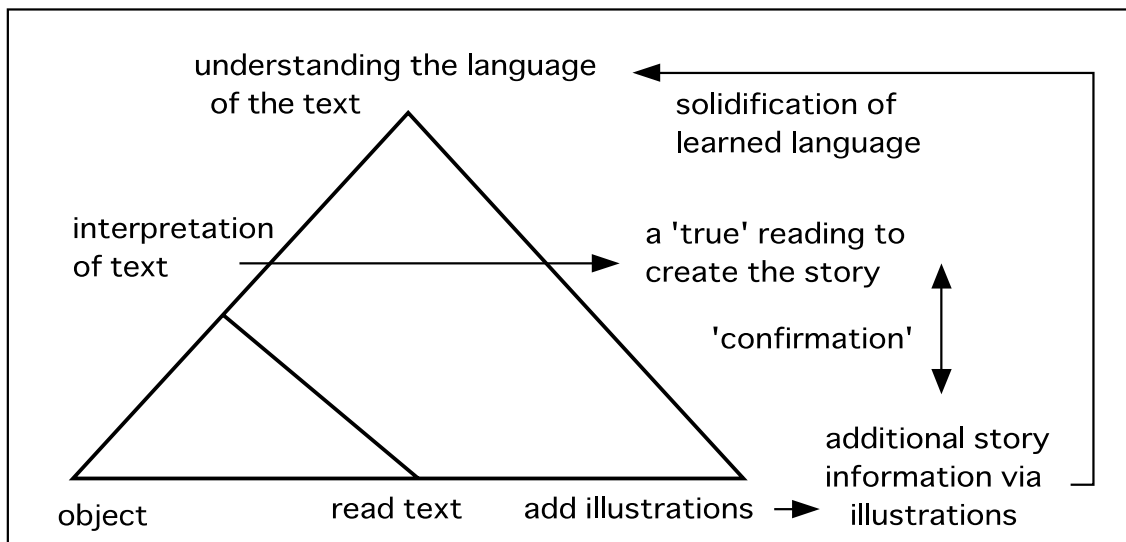 understanding the language
of the text
solidification of
learned language
interpretation
of text
a 'true' reading to
create the story
'confirmation'
additional story
information via
illustrations
object
read text
add illustrations